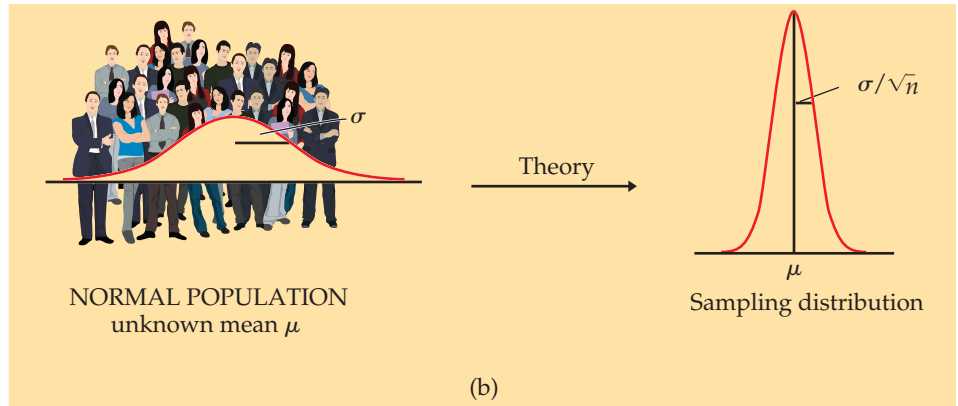 σ
σ/√n
Theory
μ
NORMAL POPULATION
unknown mean μ
Sampling distribution
(b)